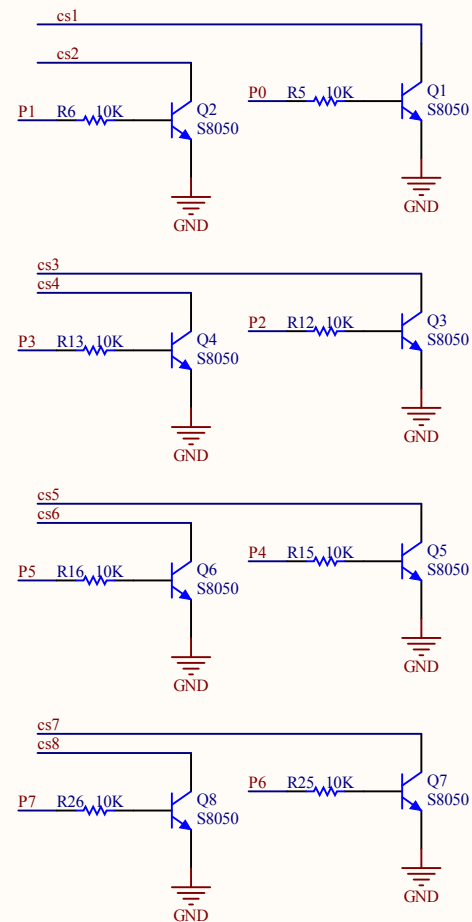 cs1
cs2
P0 R5 10K Q1
S8050
P1 R6 10K Q2
S8050
GND
GND
cs3
cs4
P2 R12 10K Q3
S8050
P3 R13 10K Q4
S8050
GND
GND
cs5
cs6
P4 R15 10K Q5
S8050
P5 R16 10K Q6
S8050
GND
GND
cs7
cs8
P6 R25 10K Q7
S8050
P7 R26 10K Q8
S8050
GND
GND